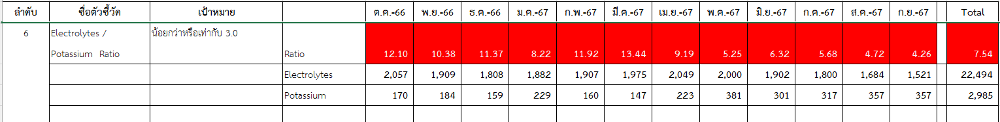 ลำดับ ชื่อตัวชี้วัด เป้าหมาย ต.ค.-66 พ.ย.-66 ธ.ค.-66 ม.ค.-67 ก.พ.-67 มี.ค.-67 เม.ย.-67 พ.ค.-67 มิ.ย.-67 ก.ค.-67 ส.ค.-67 ก.ย.-67 Total
6 Electrolytes / น้อยกว่าหรือเท่ากับ 3.0
Potassium Ratio Ratio 12.10 10.38 11.37 8.22 11.92 13.44 9.19 5.25 6.32 5.68 4.72 4.26 7.54
Electrolytes 2,057 1,909 1,808 1,882 1,907 1,975 2,049 2,000 1,902 1,800 1,684 1,521 22,494
Potassium 170 184 159 229 160 147 223 381 301 317 357 357 2,985